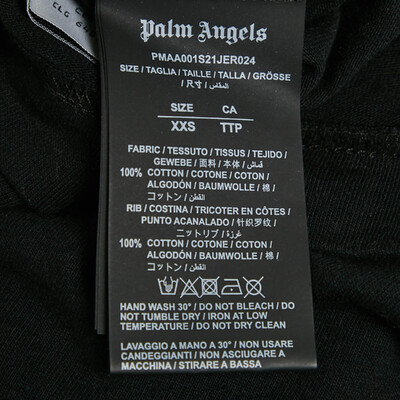 CLG
Palm Angels
PMAA001S21JER024
SIZE / TAGLIA / TAILLE / TALLA / GRÖSSE
/ 尺寸 / المقاس
SIZE CA
XXS TTP
FABRIC / TESSUTO / TISSUS / TEJIDO /
GEWEBE / 面料 / 本体 / قماش
100% COTTON / COTONE / COTON /
ALGODÓN / BAUMWOLLE / 棉 /
コットン / القطن
RIB / COSTINA / TRICOTER EN CÔTES /
PUNTO ACANALADO / 针织罗纹 /
ニットリブ / غرزة
100% COTTON / COTONE / COTON /
ALGODÓN / BAUMWOLLE / 棉 /
コットン / القطن
HAND WASH 30° / DO NOT BLEACH / DO
NOT TUMBLE DRY / IRON AT LOW
TEMPERATURE / DO NOT DRY CLEAN
LAVAGGIO A MANO A 30° / NON USARE
CANDEGGIANTI / NON ASCIUGARE A
MACCHINA / STIRARE A BASSA